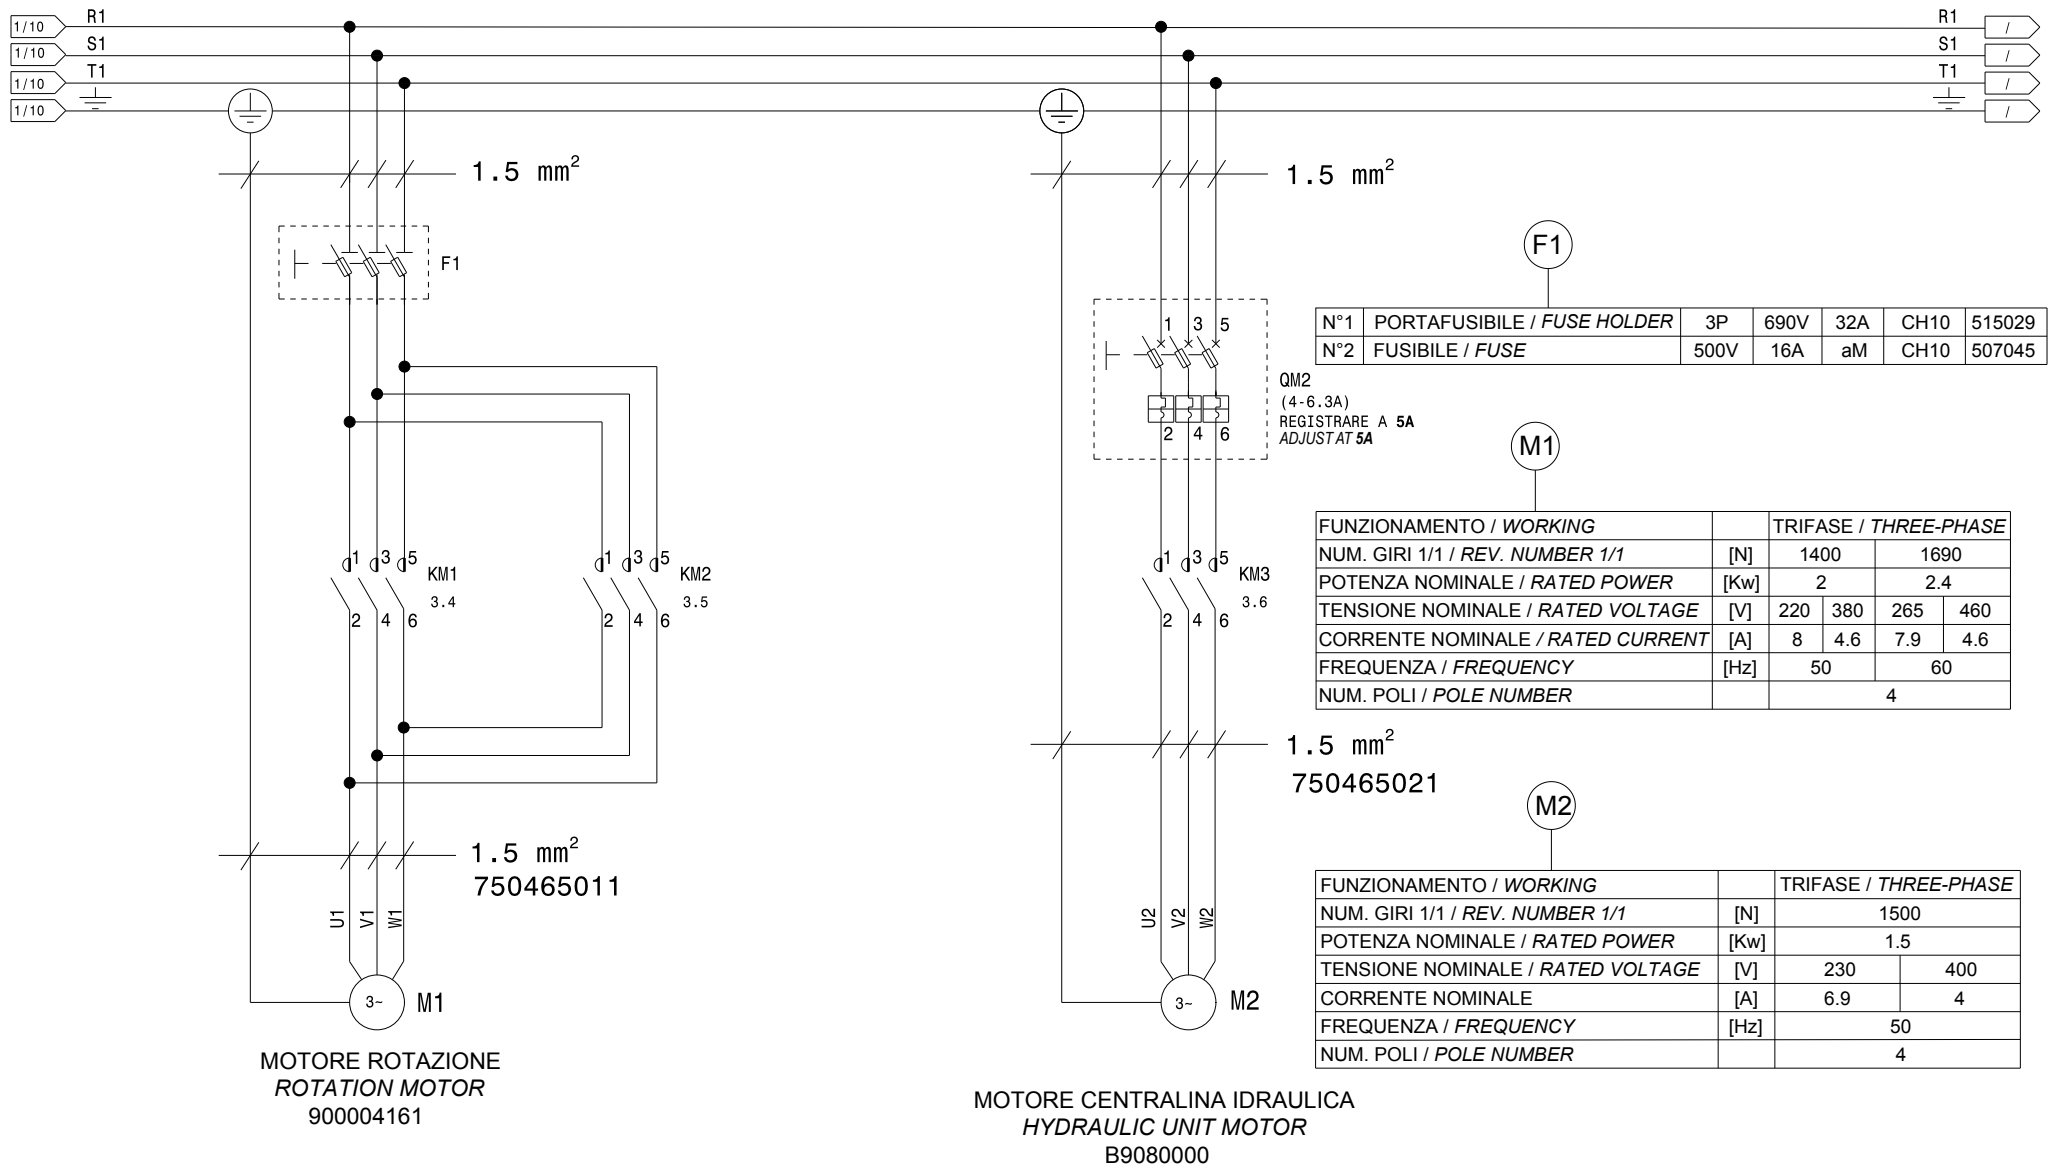 1/10 R1 R1 /
1/10 S1 S1 /
1/10 T1 T1 /
1/10 /
1.5 mm²
1.5 mm²
F1
F1
N°1 PORTAFUSIBILE / FUSE HOLDER 3P 690V 32A CH10 515029
N°2 FUSIBILE / FUSE 500V 16A aM CH10 507045
1 3 5
QM2
(4-6.3A)
REGISTRARE A 5A
ADJUST AT 5A
2 4 6
M1
FUNZIONAMENTO / WORKING TRIFASE / THREE-PHASE
NUM. GIRI 1/1 / REV. NUMBER 1/1 [N] 1400 1690
POTENZA NOMINALE / RATED POWER [Kw] 2 2.4
TENSIONE NOMINALE / RATED VOLTAGE [V] 220 380 265 460
CORRENTE NOMINALE / RATED CURRENT [A] 8 4.6 7.9 4.6
FREQUENZA / FREQUENCY [Hz] 50 60
NUM. POLI / POLE NUMBER 4
1 3 5
KM1
3.4
2 4 6
1 3 5
KM2
3.5
2 4 6
1 3 5
KM3
3.6
2 4 6
1.5 mm²
750465021
1.5 mm²
750465011
M2
FUNZIONAMENTO / WORKING TRIFASE / THREE-PHASE
NUM. GIRI 1/1 / REV. NUMBER 1/1 [N] 1500
POTENZA NOMINALE / RATED POWER [Kw] 1.5
TENSIONE NOMINALE / RATED VOLTAGE [V] 230 400
CORRENTE NOMINALE [A] 6.9 4
FREQUENZA / FREQUENCY [Hz] 50
NUM. POLI / POLE NUMBER 4
U1 V1 W1
U2 V2 W2
3~ M1
3~ M2
MOTORE ROTAZIONE
ROTATION MOTOR
900004161
MOTORE CENTRALINA IDRAULICA
HYDRAULIC UNIT MOTOR
B9080000